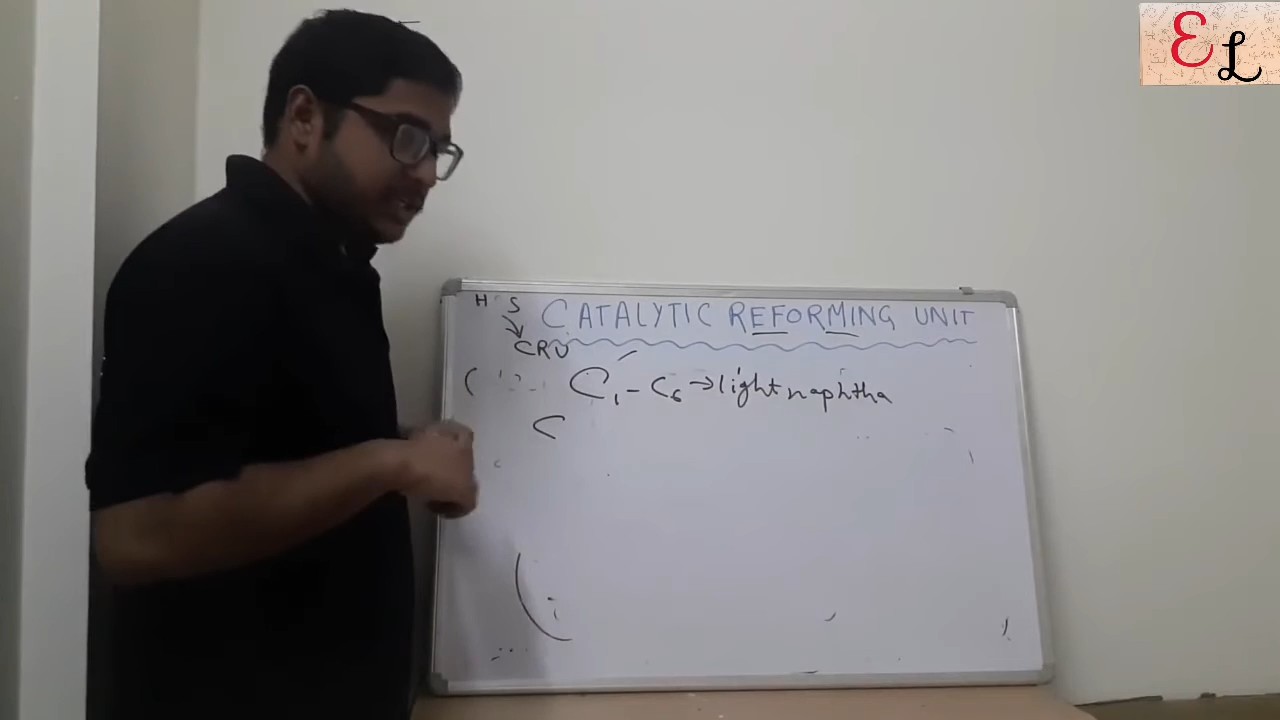 EL
H S
CATALYTIC REFORMING UNIT
CRU
C1 - C6 → light naphtha
C